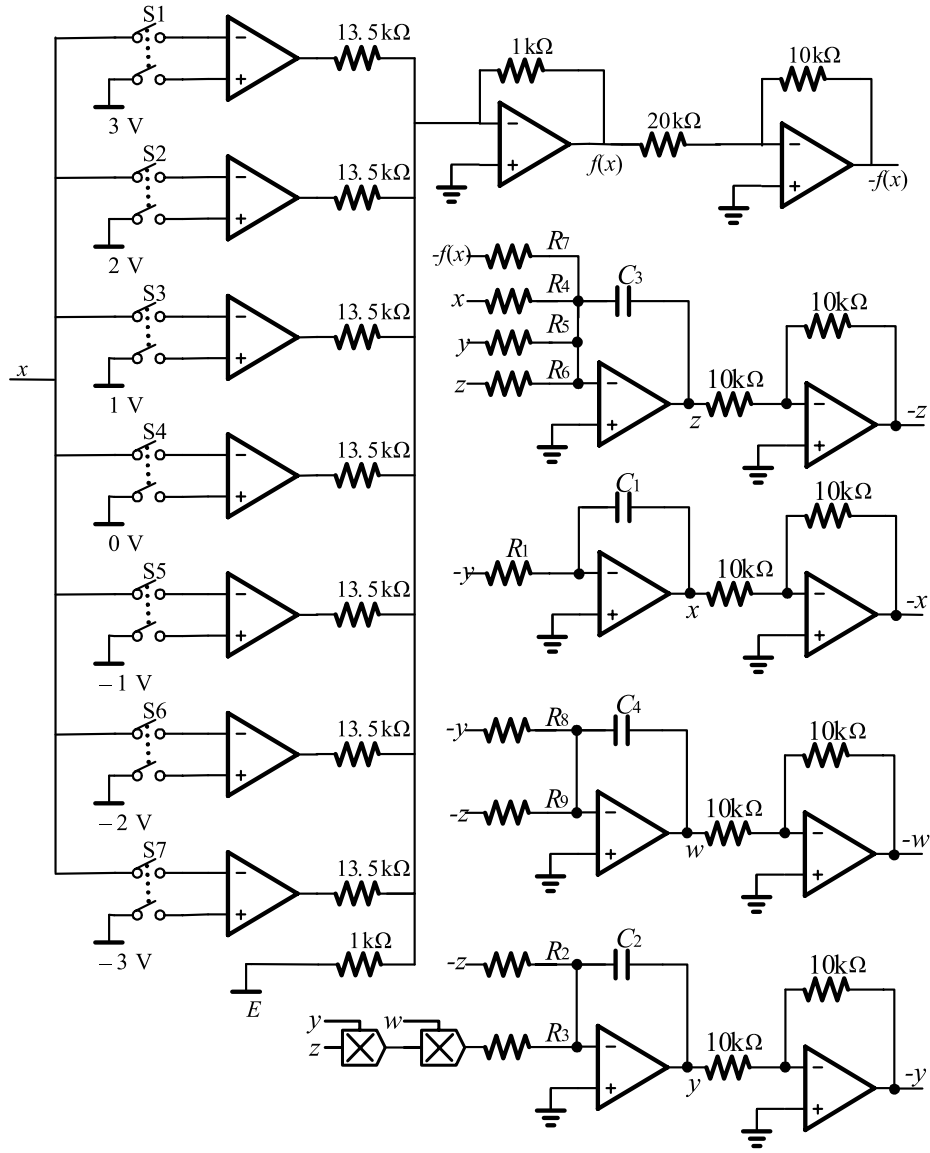 S1
13.5kΩ
−
+
3 V
S2
13.5kΩ
−
+
2 V
S3
13.5kΩ
−
+
1 V
x
S4
13.5kΩ
−
+
0 V
S5
13.5kΩ
−
+
−1 V
S6
13.5kΩ
−
+
−2 V
S7
13.5kΩ
−
+
−3 V
1kΩ
E
1kΩ
−
+
f(x)
20kΩ
10kΩ
−
+
-f(x)
-f(x) R7
x R4
y R5
z R6
C3
−
+
z
10kΩ
10kΩ
−
+
-z
-y R1
C1
−
+
x
10kΩ
10kΩ
−
+
-x
-y R8
-z R9
C4
−
+
w
10kΩ
10kΩ
−
+
-w
-z R2
y
z
w
R3
C2
−
+
y
10kΩ
10kΩ
−
+
-y